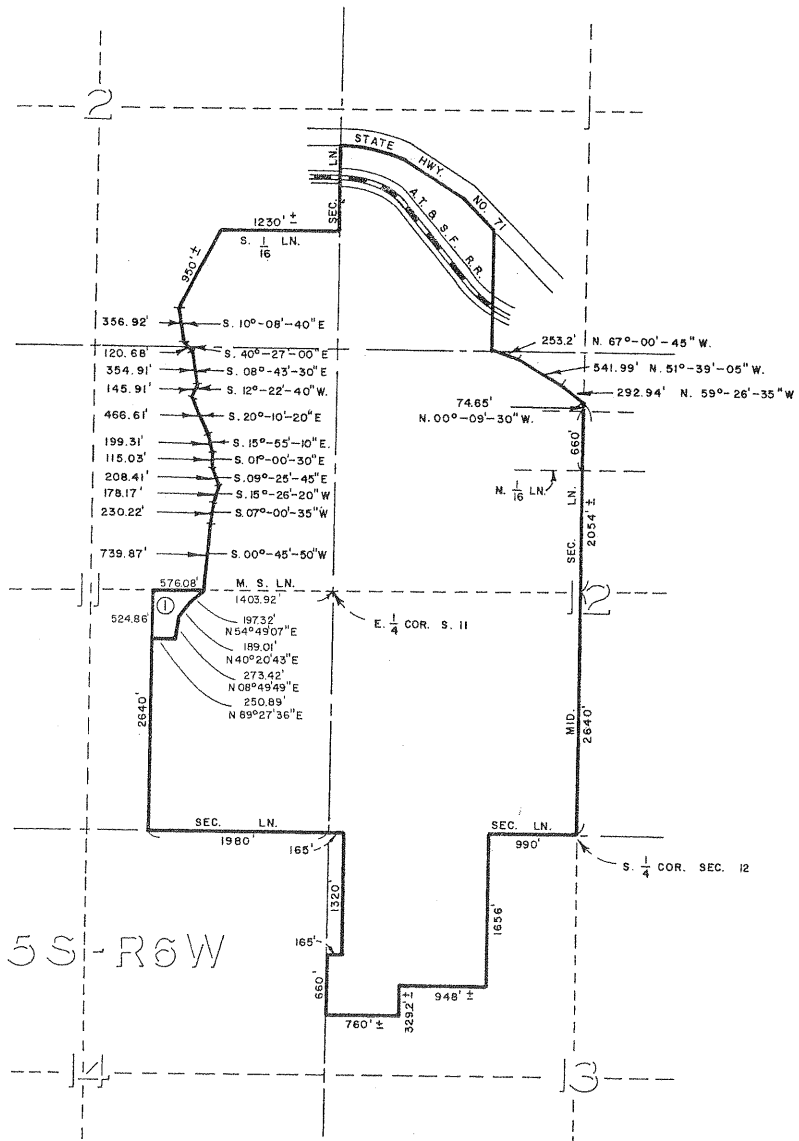 2
1
STATE HWY. NO. 71
A.T. & S.F. R.R.
SEC. LN.
1230' ±
S. 1/16 LN.
950' ±
356.92' S. 10°-08'-40" E
120.68' S. 40°-27'-00" E
354.91' S. 08°-43'-30" E
145.91' S. 12°-22'-40" W.
466.61' S. 20°-10'-20" E
199.31' S. 15°-55'-10" E.
115.03' S. 01°-00'-30" E
208.41' S. 09°-25'-45" E
178.17' S. 15°-26'-20" W
230.22' S. 07°-00'-35" W
739.87' S. 00°-45'-50" W
253.2' N. 67°-00'-45" W.
541.99' N. 51°-39'-05" W.
292.94' N. 59°-26'-35" W
74.65'
N. 00°-09'-30" W.
660'
N. 1/16 LN.
SEC. LN.
2054' ±
11
576.08'
M. S. LN.
1403.92'
12
1
524.86'
197.32'
N 54°49'07" E
189.01'
N 40°20'43" E
273.42'
N 08°49'49" E
250.89'
N 89°27'36" E
E. 1/4 COR. S. 11
2640'
MID.
2640'
SEC. LN.
1980'
165'
SEC. LN.
990'
S. 1/4 COR. SEC. 12
1320'
1656'
5S-R6W
165'
660'
760' ±
329.2' ±
948' ±
14
13